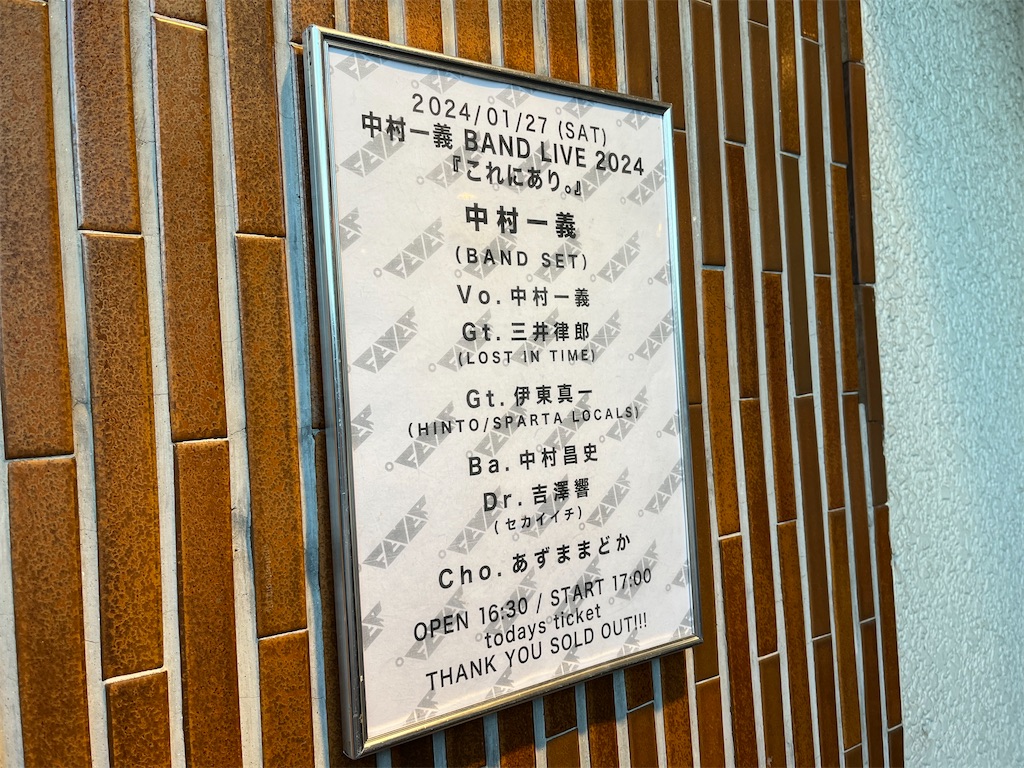 2024/01/27 (SAT)
中村一義 BAND LIVE 2024
『これにあり。』
中村一義
(BAND SET)
Vo. 中村一義
Gt. 三井律郎
(LOST IN TIME)
Gt. 伊東真一
(HINTO/SPARTA LOCALS)
Ba. 中村昌史
Dr. 吉澤響
(セカイイチ)
Cho. あずままどか
OPEN 16:30 / START 17:00
todays ticket
THANK YOU SOLD OUT!!!